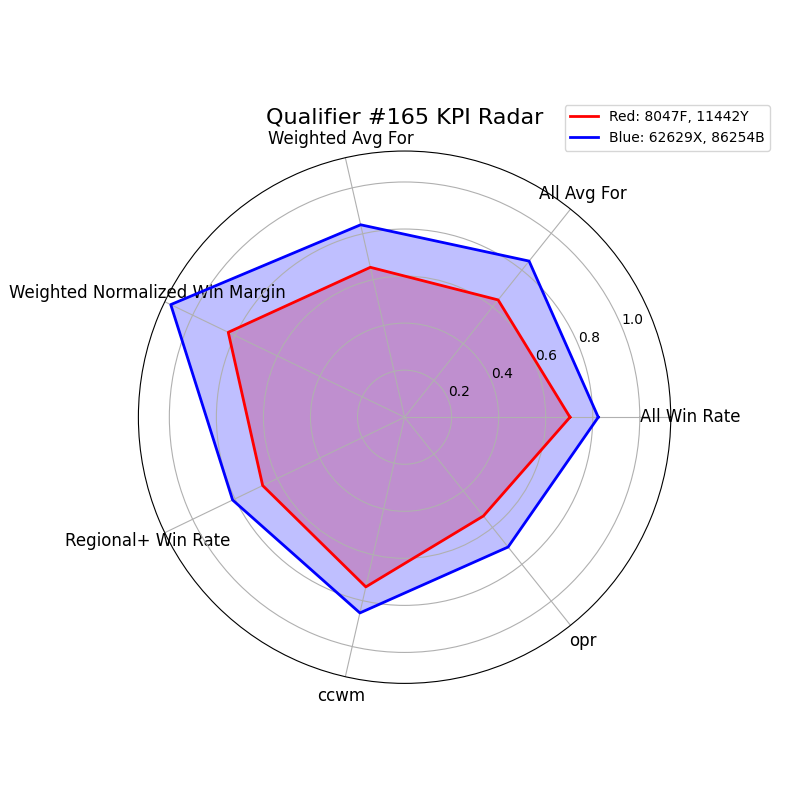 Qualifier #165 KPI Radar
Red: 8047F, 11442Y
Blue: 62629X, 86254B
Weighted Avg For
All Avg For
Weighted Normalized Win Margin
1.0
0.8
0.6
0.4
0.2
All Win Rate
Regional+ Win Rate
opr
ccwm